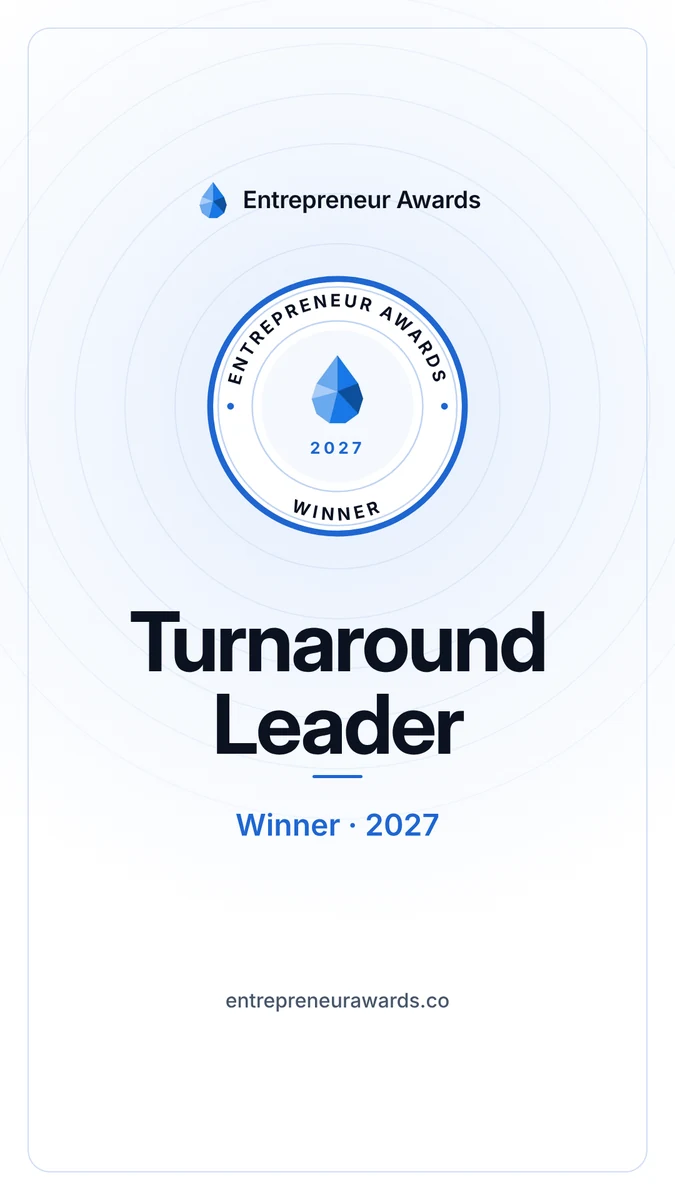 Entrepreneur Awards
ENTREPRENEUR AWARDS
2027
WINNER
Turnaround
Leader
Winner · 2027
entrepreneurawards.co